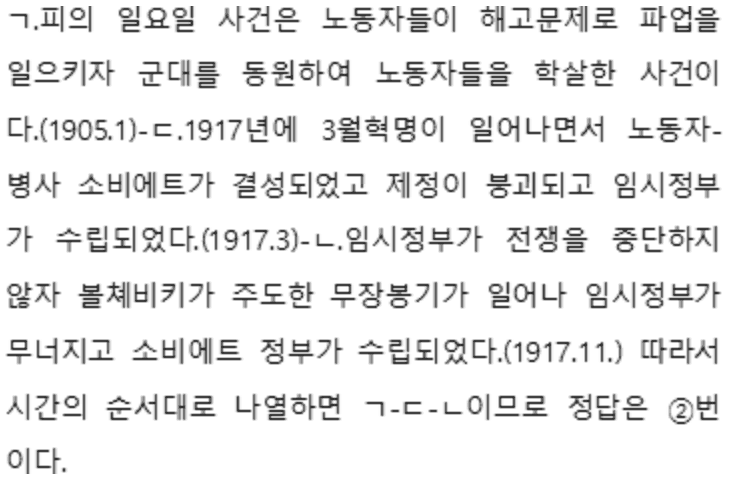 ㄱ.피의 일요일 사건은 노동자들이 해고문제로 파업을
일으키자 군대를 동원하여 노동자들을 학살한 사건이
다.(1905.1)-ㄷ.1917년에 3월혁명이 일어나면서 노동자-
병사 소비에트가 결성되었고 제정이 붕괴되고 임시정부
가 수립되었다.(1917.3)-ㄴ.임시정부가 전쟁을 중단하지
않자 볼쳬비키가 주도한 무장봉기가 일어나 임시정부가
무너지고 소비에트 정부가 수립되었다.(1917.11.) 따라서
시간의 순서대로 나열하면 ㄱ-ㄷ-ㄴ이므로 정답은 ②번
이다.